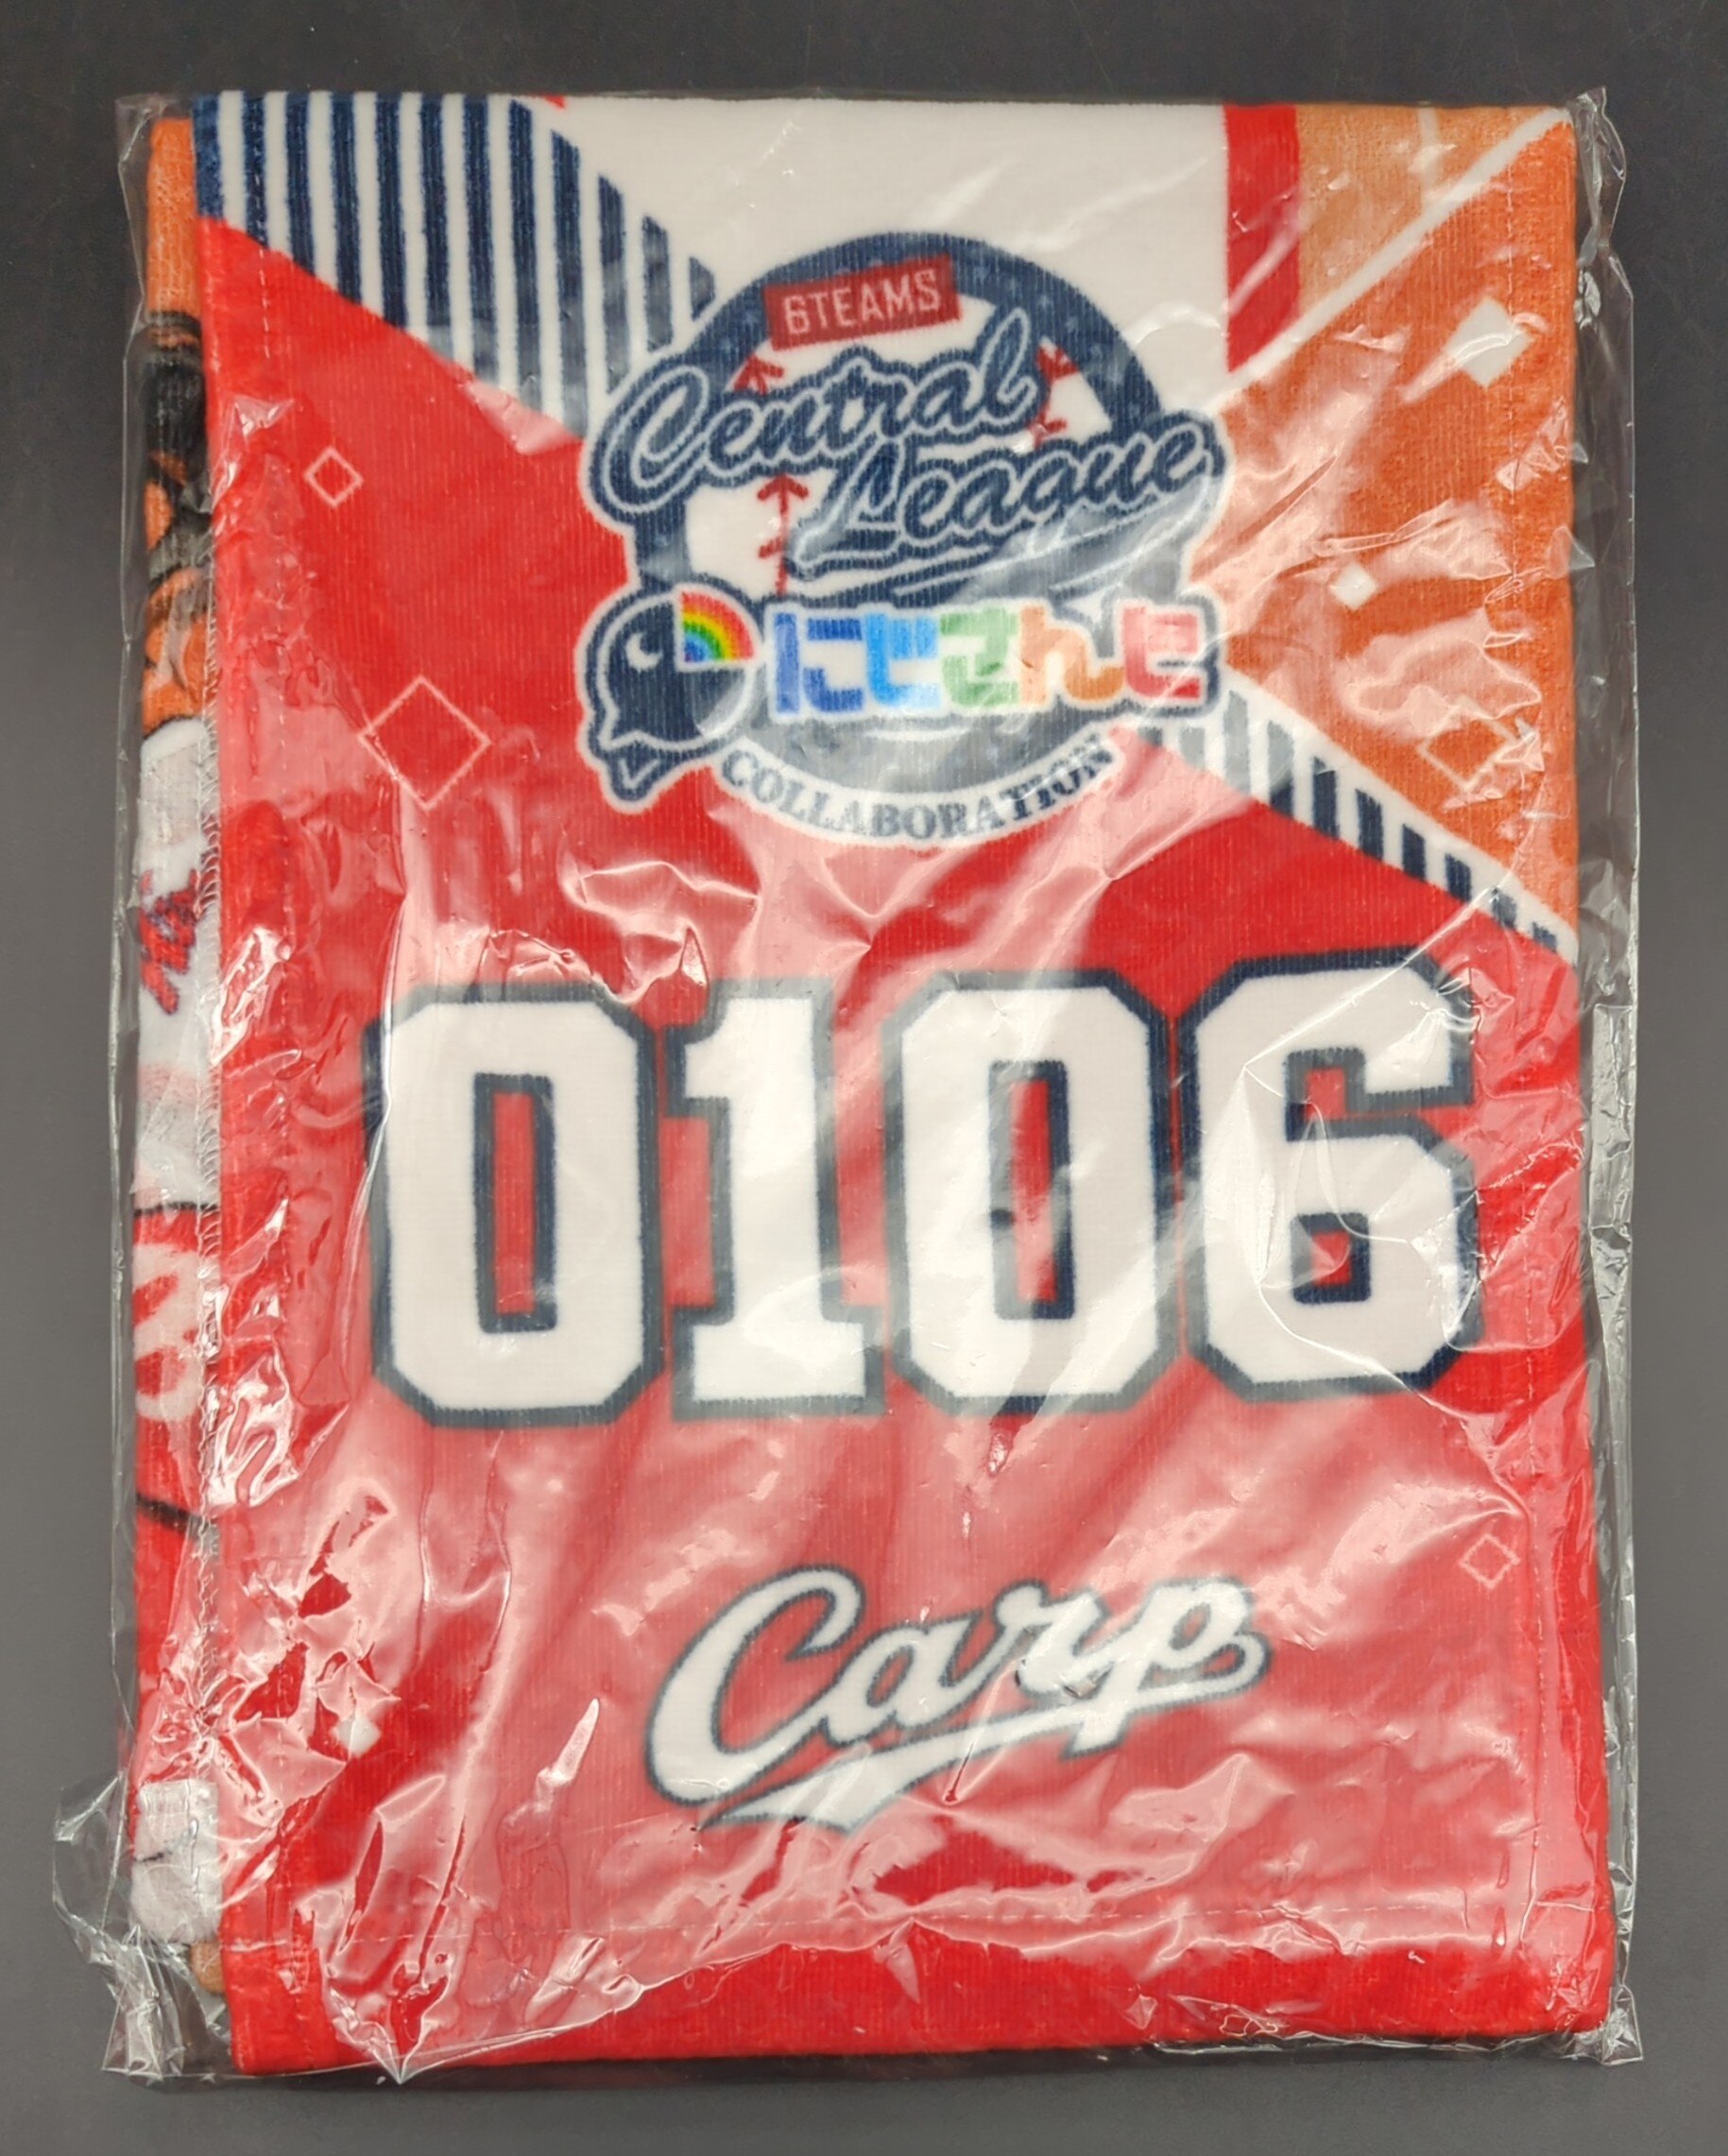 6TEAMS
Central
League
にじさんじ
COLLABORATION
0106
Carp